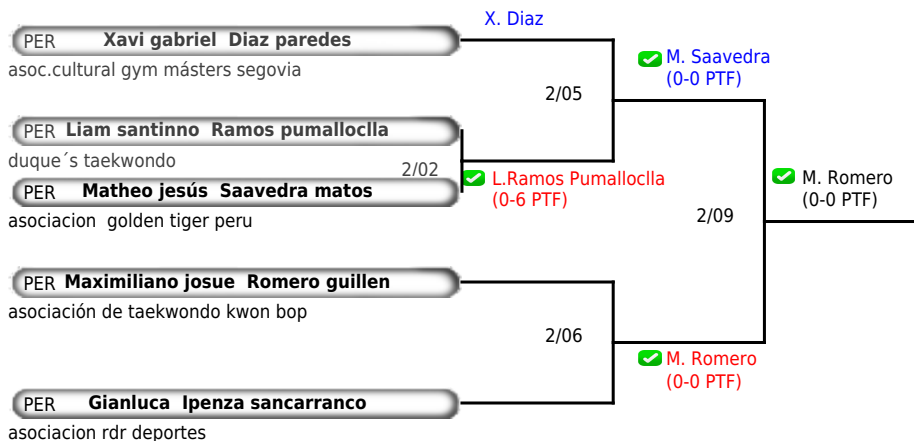 X. Diaz
PER Xavi gabriel Diaz paredes
asoc.cultural gym másters segovia
M. Saavedra
(0-0 PTF)
2/05
PER Liam santinno Ramos pumalloclla
duque´s taekwondo
2/02
L.Ramos Pumalloclla
(0-6 PTF)
PER Matheo jesús Saavedra matos
asociacion golden tiger peru
M. Romero
(0-0 PTF)
2/09
PER Maximiliano josue Romero guillen
asociación de taekwondo kwon bop
2/06
M. Romero
(0-0 PTF)
PER Gianluca Ipenza sancarranco
asociacion rdr deportes